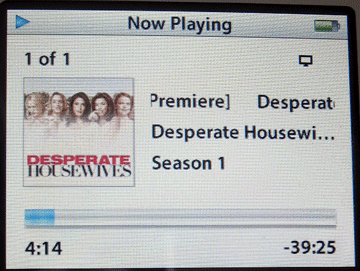 Now Playing
1 of 1
Premiere] Desperat
Desperate Housewi...
Season 1
DESPERATE
HOUSEWIVES
4:14
-39:25